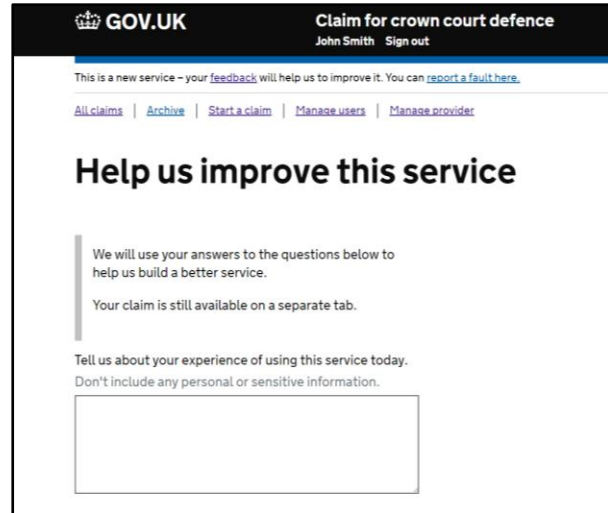 GOV.UK
Claim for crown court defence
John Smith Sign out
This is a new service – your feedback will help us to improve it. You can report a fault here.
All claims | Archive | Start a claim | Manage users | Manage provider
Help us improve this service
We will use your answers to the questions below to
help us build a better service.
Your claim is still available on a separate tab.
Tell us about your experience of using this service today.
Don't include any personal or sensitive information.